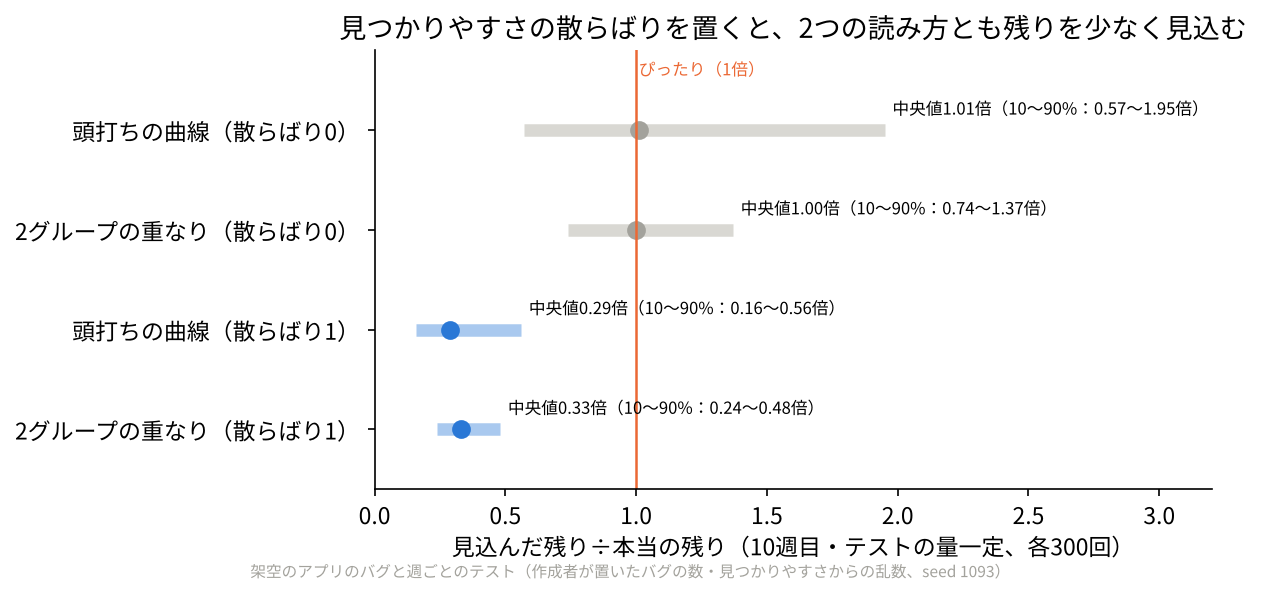 見つかりやすさの散らばりを置くと、2つの読み方とも残りを少なく見込む
ぴったり（1倍）
頭打ちの曲線（散らばり0）
中央値1.01倍（10〜90%：0.57〜1.95倍）
2グループの重なり（散らばり0）
中央値1.00倍（10〜90%：0.74〜1.37倍）
頭打ちの曲線（散らばり1）
中央値0.29倍（10〜90%：0.16〜0.56倍）
2グループの重なり（散らばり1）
中央値0.33倍（10〜90%：0.24〜0.48倍）
0.0 0.5 1.0 1.5 2.0 2.5 3.0
見込んだ残り÷本当の残り（10週目・テストの量一定、各300回）
架空のアプリのバグと週ごとのテスト（作成者が置いたバグの数・見つかりやすさからの乱数、seed 1093）